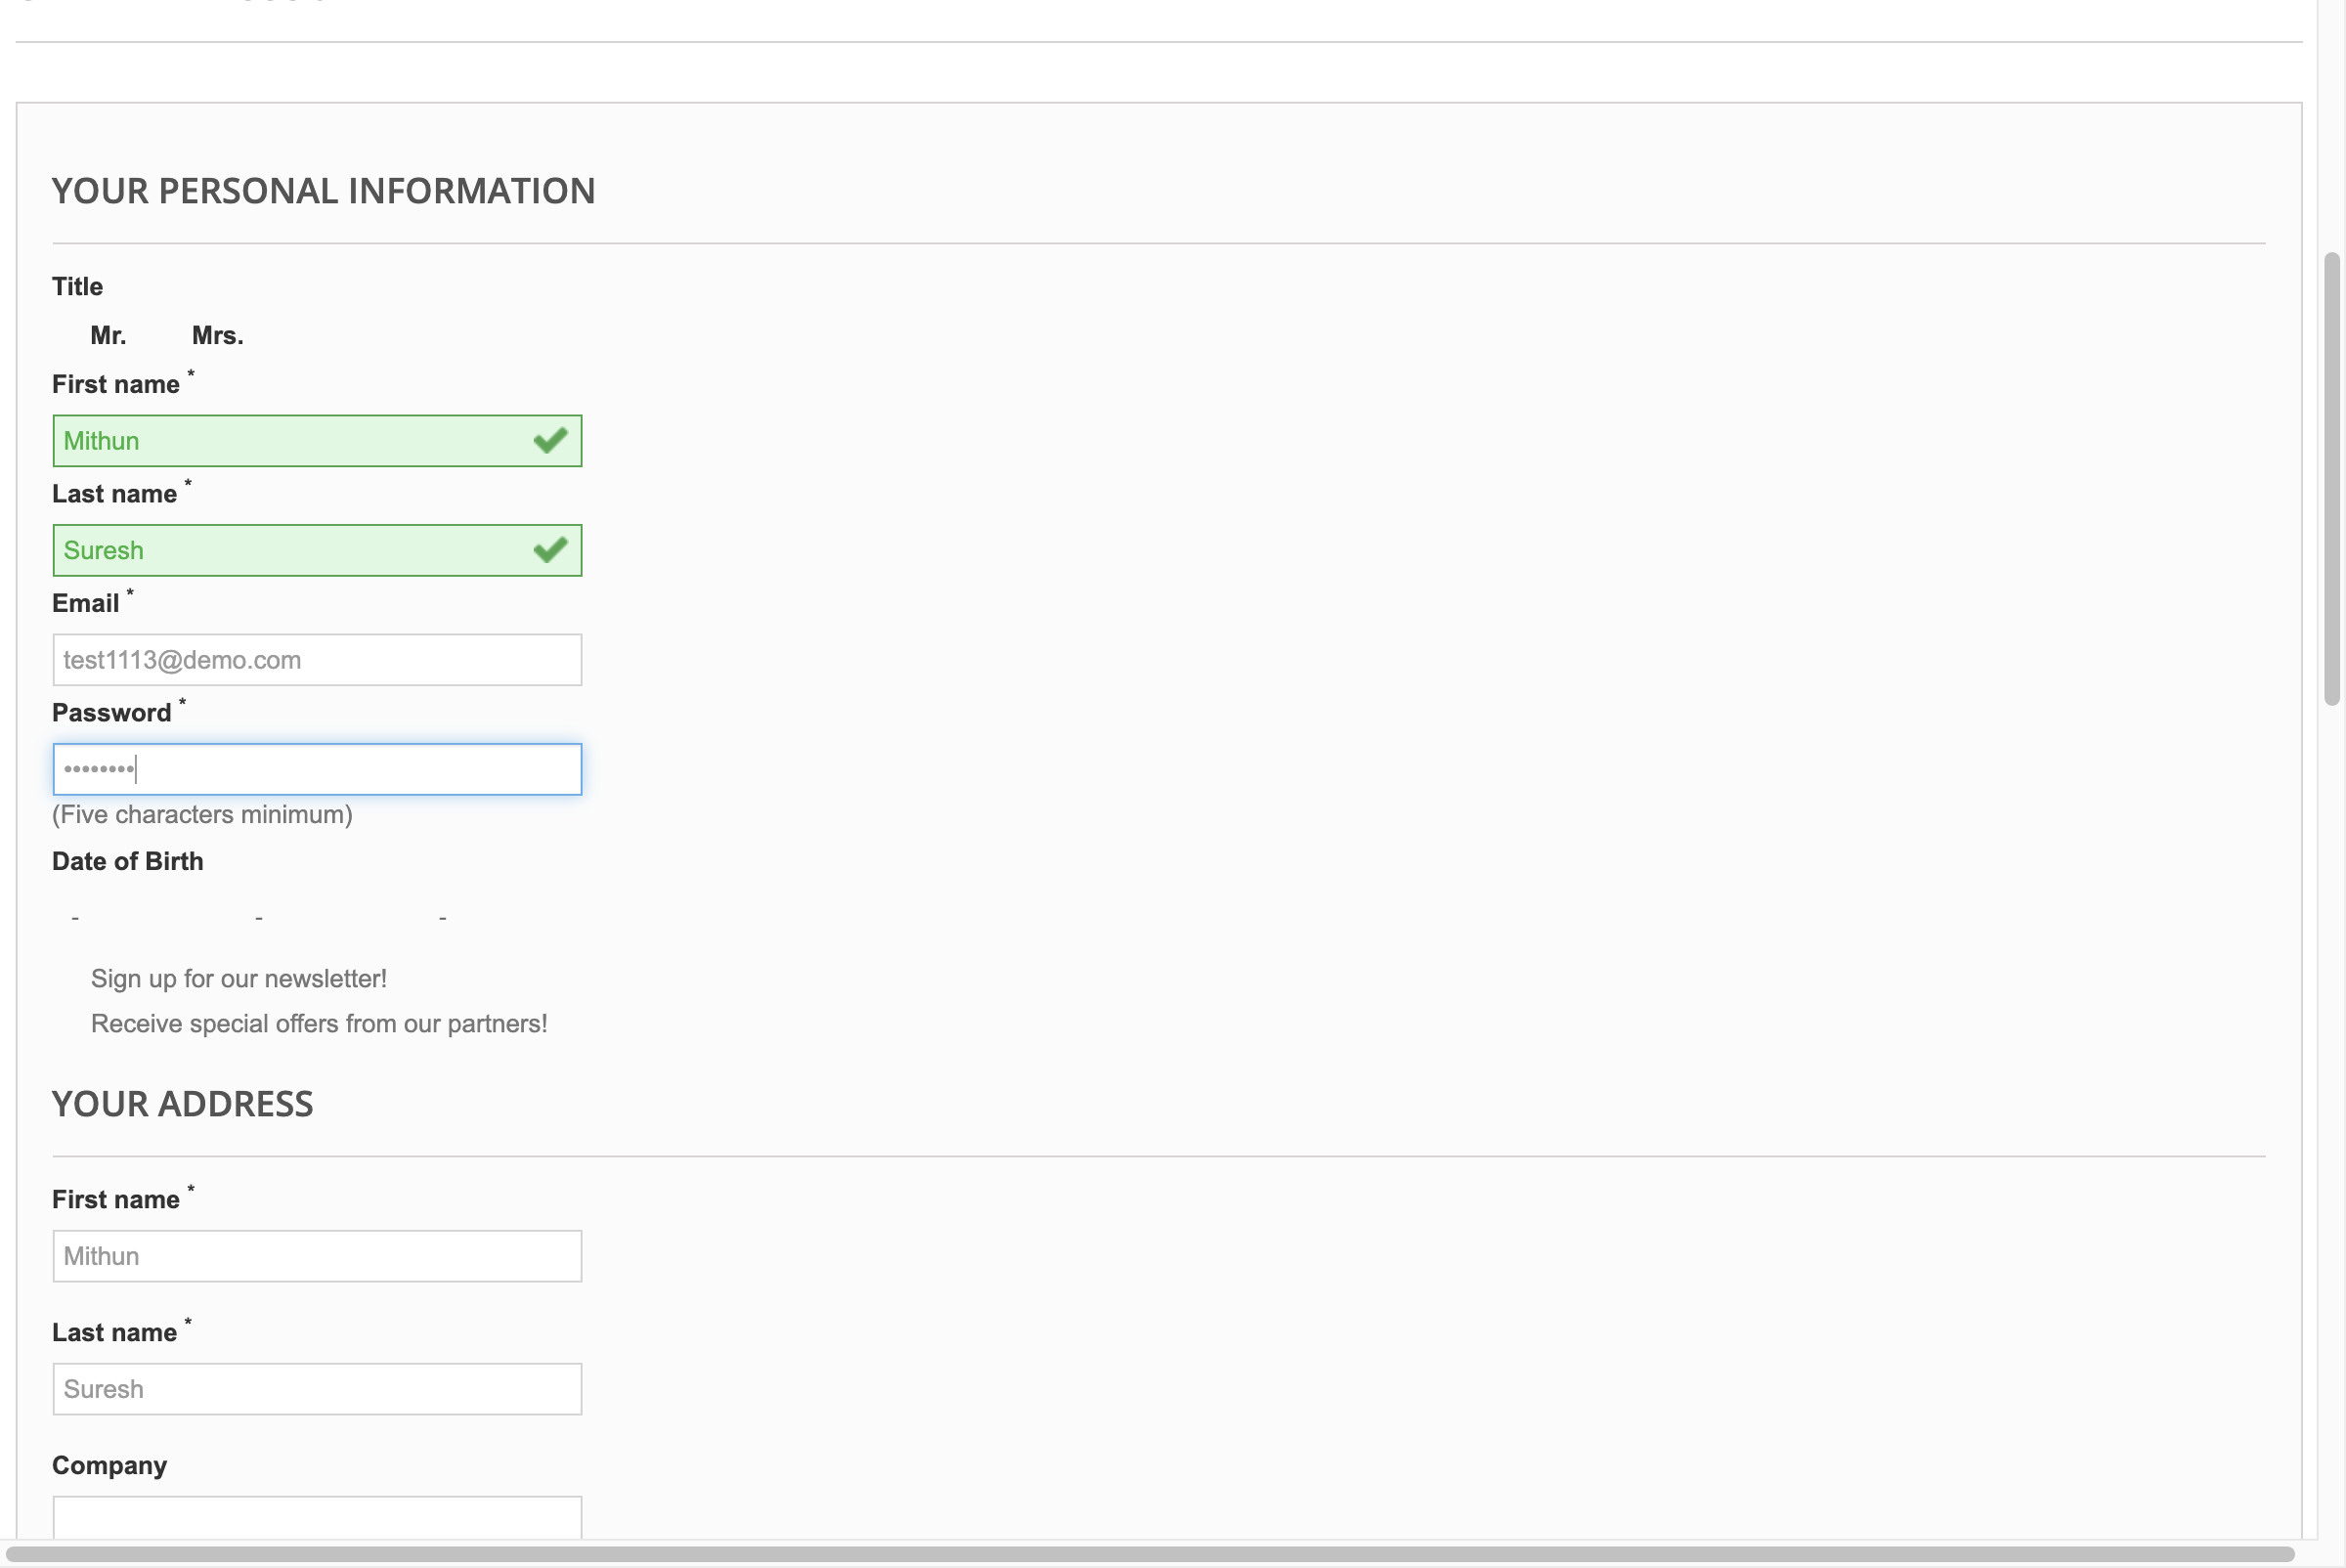 YOUR PERSONAL INFORMATION
Title
Mr. Mrs.
First name *
Mithun
Last name *
Suresh
Email *
test1113@demo.com
Password *
••••••••
(Five characters minimum)
Date of Birth
- - -
Sign up for our newsletter!
Receive special offers from our partners!
YOUR ADDRESS
First name *
Mithun
Last name *
Suresh
Company